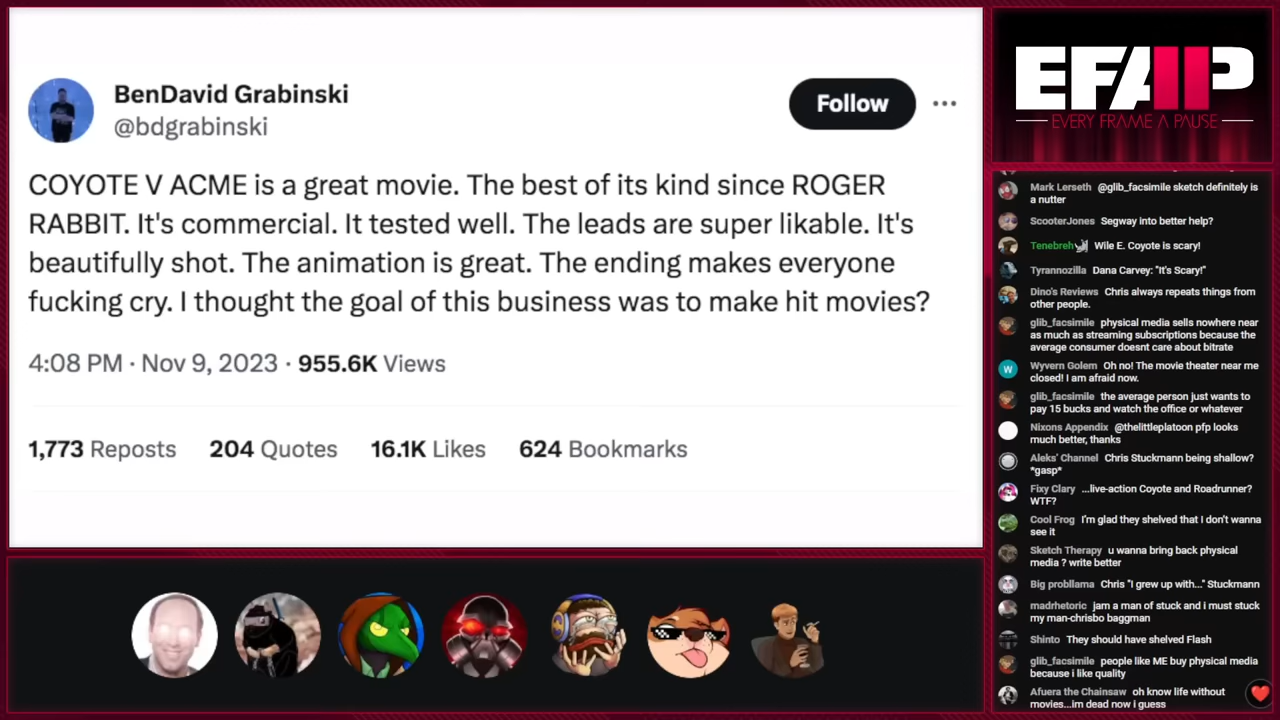 BenDavid Grabinski
@bdgrabinski
Follow
COYOTE V ACME is a great movie. The best of its kind since ROGER
RABBIT. It's commercial. It tested well. The leads are super likable. It's
beautifully shot. The animation is great. The ending makes everyone
fucking cry. I thought the goal of this business was to make hit movies?
4:08 PM · Nov 9, 2023 · 955.6K Views
1,773 Reposts 204 Quotes 16.1K Likes 624 Bookmarks
EFAP
EVERY FRAME A PAUSE
Mark Lerseth @glib_facsimile sketch definitely is
a nutter
ScooterJones Segway into better help?
Tenebreh Wile E. Coyote is scary!
Tyrannozilla Dana Carvey: "It's Scary!"
Dino's Reviews Chris always repeats things from
other people.
glib_facsimile physical media sells nowhere near
as much as streaming subscriptions because the
average consumer doesnt care about bitrate
W
Wyvern Golem Oh no! The movie theater near me
closed! I am afraid now.
glib_facsimile the average person just wants to
pay 15 bucks and watch the office or whatever
Nixons Appendix @thelittleplatoon pfp looks
much better, thanks
Aleks' Channel Chris Stuckmann being shallow?
*gasp*
Fixy Clary ...live-action Coyote and Roadrunner?
WTF?
Cool Frog I'm glad they shelved that I don't wanna
see it
Sketch Therapy u wanna bring back physical
media ? write better
Big probllama Chris "I grew up with..." Stuckmann
madrhetoric jam a man of stuck and i must stuck
my man-chrisbo baggman
Shinto They should have shelved Flash
glib_facsimile people like ME buy physical media
because i like quality
Afuera the Chainsaw oh know life without
movies...im dead now i guess